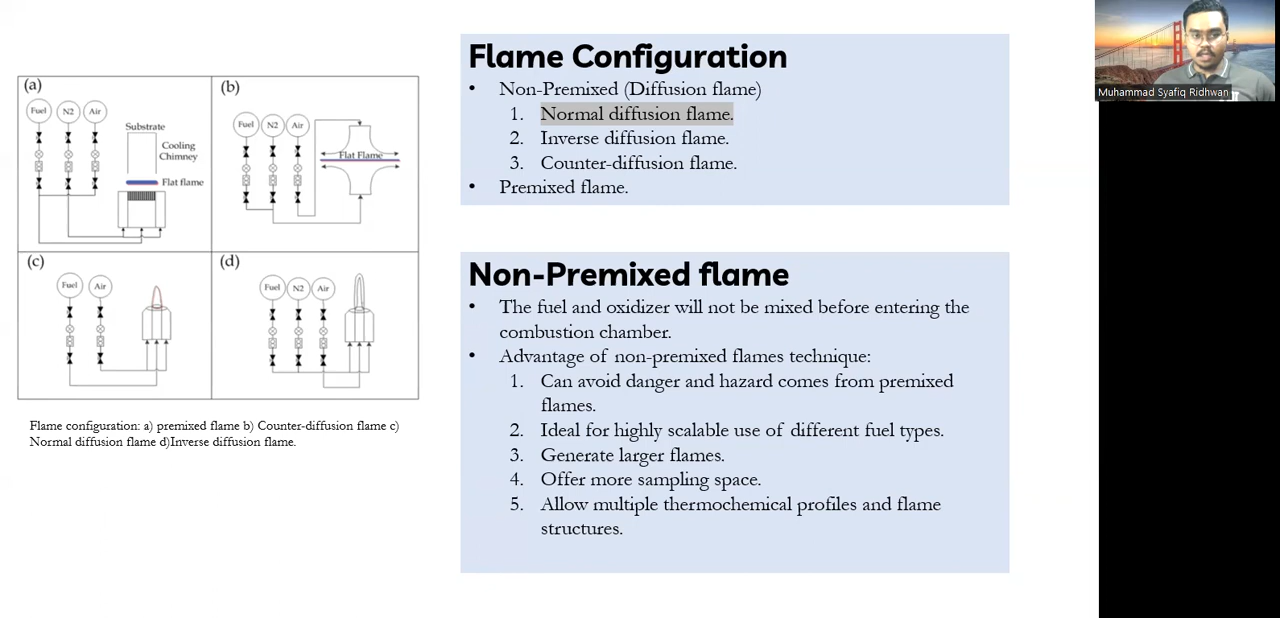 (a)
Fuel N2 Air
Substrate
Cooling
Chimney
Flat flame
(b)
Fuel N2 Air
Flat Flame
(c)
Fuel Air
(d)
Fuel N2 Air
Flame configuration: a) premixed flame b) Counter-diffusion flame c)
Normal diffusion flame d)Inverse diffusion flame.
Flame Configuration
• Non-Premixed (Diffusion flame)
1. Normal diffusion flame.
2. Inverse diffusion flame.
3. Counter-diffusion flame.
• Premixed flame.
Non-Premixed flame
• The fuel and oxidizer will not be mixed before entering the
combustion chamber.
• Advantage of non-premixed flames technique:
1. Can avoid danger and hazard comes from premixed
flames.
2. Ideal for highly scalable use of different fuel types.
3. Generate larger flames.
4. Offer more sampling space.
5. Allow multiple thermochemical profiles and flame
structures.
Muhammad Syafiq Ridhwan